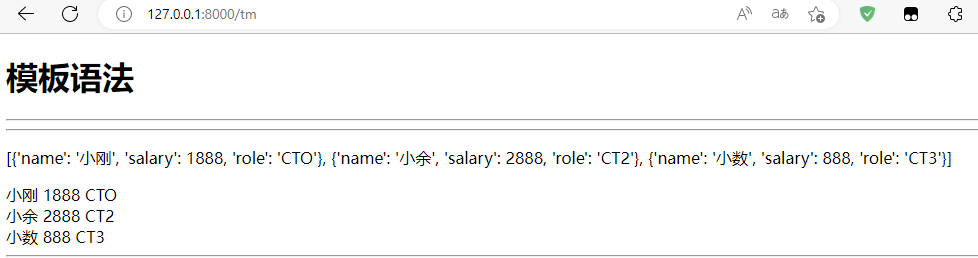 127.0.0.1:8000/tm
模板语法
[{'name': '小刚', 'salary': 1888, 'role': 'CTO'}, {'name': '小余', 'salary': 2888, 'role': 'CT2'}, {'name': '小数', 'salary': 888, 'role': 'CT3'}]
小刚 1888 CTO
小余 2888 CT2
小数 888 CT3